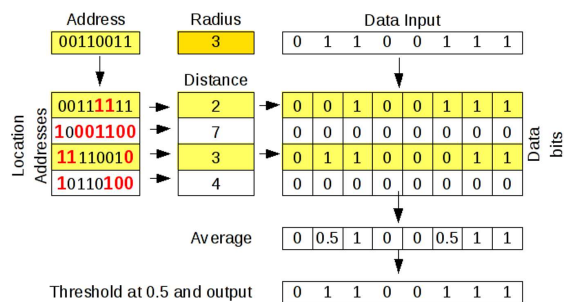 Address Radius Data Input
00110011 3 0 1 1 0 0 1 1 1
Distance
00111111 2 0 0 1 0 0 1 1 1
10001100 7 0 0 0 0 0 0 0 0
11110010 3 0 1 1 0 0 0 1 1
10110100 4 0 0 0 0 0 0 0 0
Location
Addresses
Data
bits
Average 0 0.5 1 0 0 0.5 1 1
Threshold at 0.5 and output 0 1 1 0 0 1 1 1